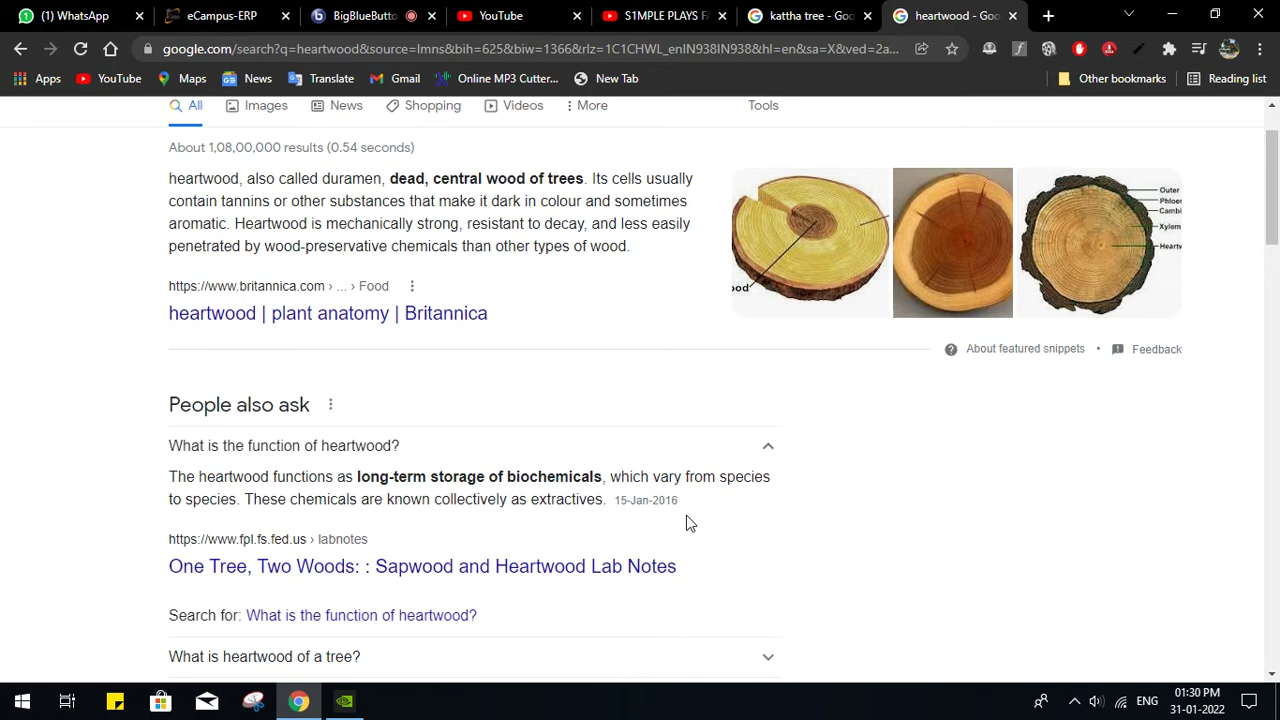 (1) WhatsApp
eCampus-ERP
BigBlueButto
YouTube
S1MPLE PLAYS FA
kattha tree - Goo
heartwood - Goo
google.com/search?q=heartwood&source=lmns&bih=625&biw=1366&rlz=1C1CHWL_enIN938IN938&hl=en&sa=X&ved=2a...
Apps
YouTube
Maps
News
Translate
Gmail
Online MP3 Cutter...
New Tab
Other bookmarks
Reading list
All
Images
News
Shopping
Videos
More
Tools
About 1,08,00,000 results (0.54 seconds)
heartwood, also called duramen, dead, central wood of trees. Its cells usually
contain tannins or other substances that make it dark in colour and sometimes
aromatic. Heartwood is mechanically strong, resistant to decay, and less easily
penetrated by wood-preservative chemicals than other types of wood.
ood
Outer
Phloe
Cambi
Xylem
Heartw
https://www.britannica.com › ... › Food
heartwood | plant anatomy | Britannica
About featured snippets • Feedback
People also ask
What is the function of heartwood?
The heartwood functions as long-term storage of biochemicals, which vary from species
to species. These chemicals are known collectively as extractives. 15-Jan-2016
https://www.fpl.fs.fed.us › labnotes
One Tree, Two Woods: : Sapwood and Heartwood Lab Notes
Search for: What is the function of heartwood?
What is heartwood of a tree?
ENG
01:30 PM
31-01-2022